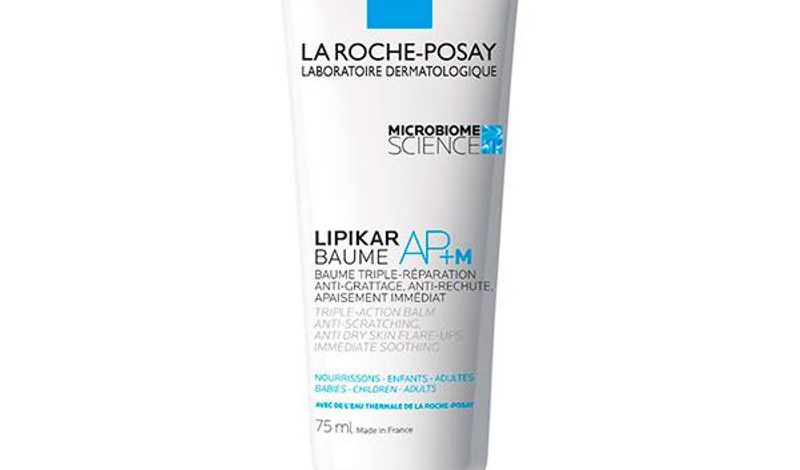 LA ROCHE-POSAY
LABORATOIRE DERMATOLOGIQUE
MICROBIOME
SCIENCE
LIPIKAR
BAUME AP+M
BAUME TRIPLE-RÉPARATION
ANTI-GRATTAGE, ANTI-RECHUTE,
APAISEMENT IMMÉDIAT
TRIPLE-ACTION BALM
ANTI-SCRATCHING,
ANTI DRY SKIN FLARE-UPS
IMMEDIATE SOOTHING
NOURRISSONS - ENFANTS - ADULTES
BABIES - CHILDREN - ADULTS
AVEC DE L'EAU THERMALE DE LA ROCHE-POSAY
75 ml Made in France